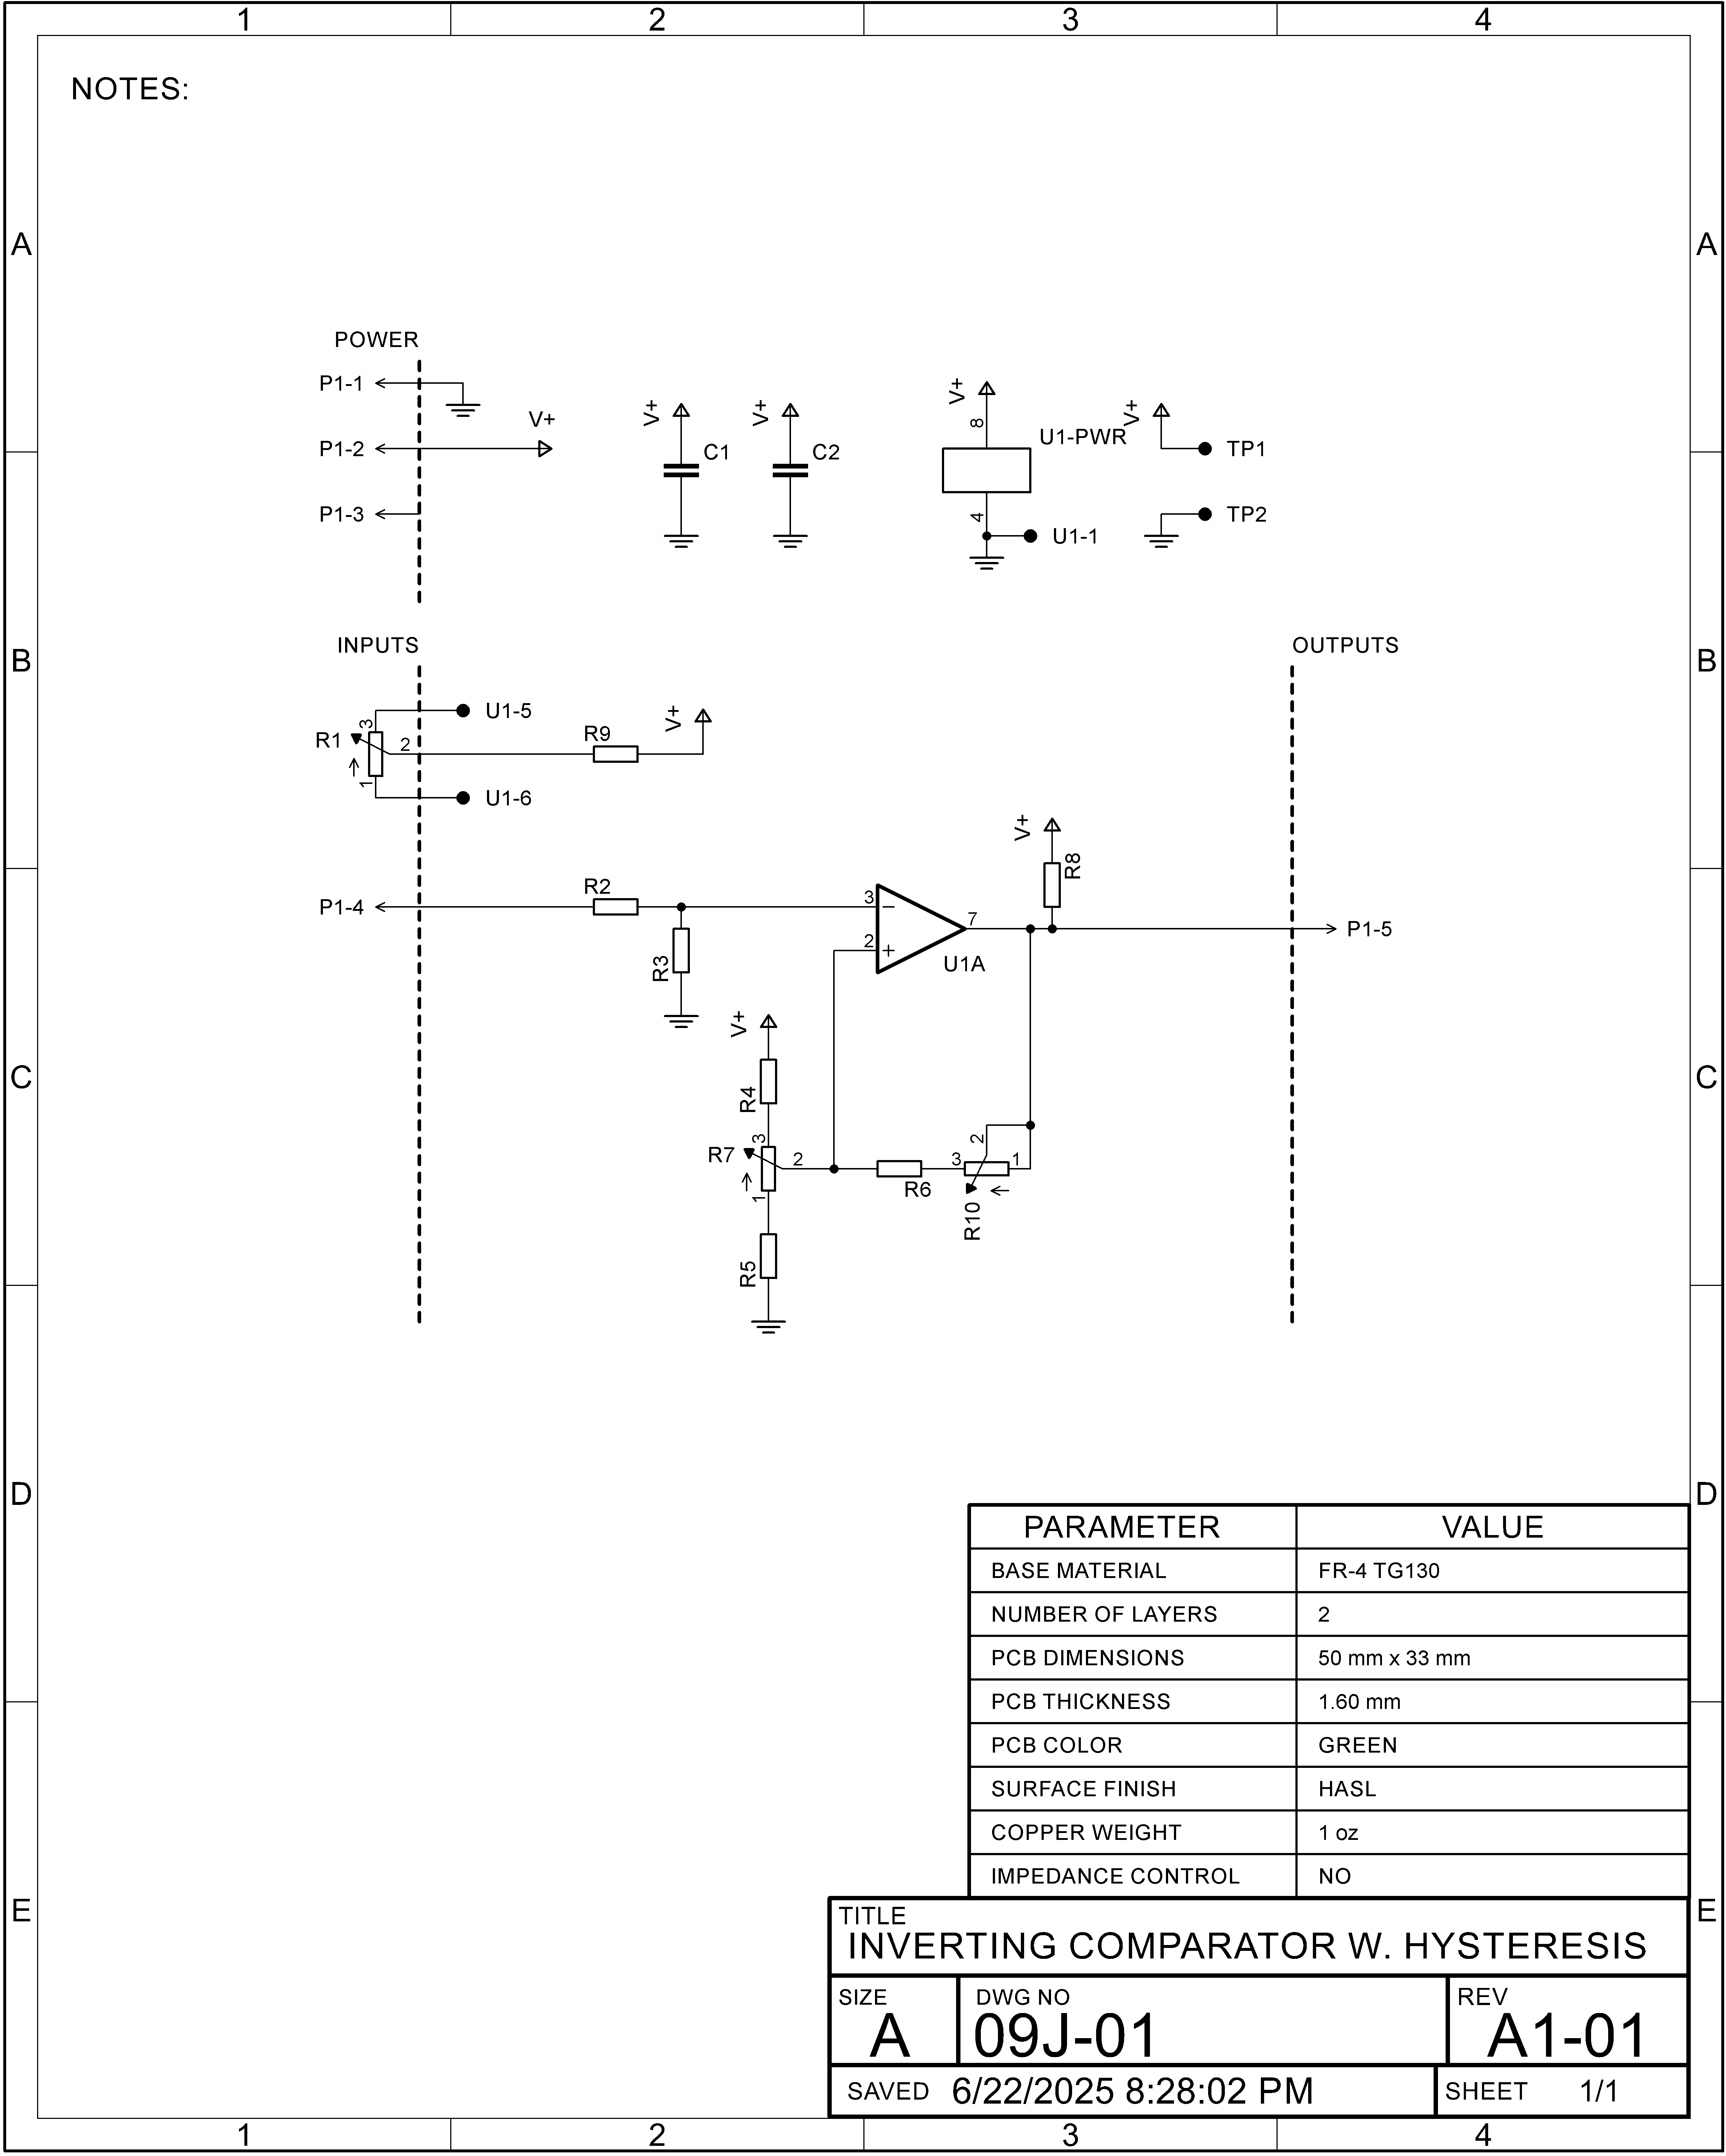 1 2 3 4
NOTES:
A A
POWER
P1-1
V+
P1-2
P1-3
V+ C1
V+ C2
V+
8
U1-PWR
4
U1-1
V+
TP1
TP2
INPUTS
OUTPUTS
B B
3
U1-5
R1
2
1
U1-6
R9
V+
P1-4
R2
R3
3
−
2
+
7
U1A
V+
R8
P1-5
V+
R4
C C
3
R7
2
1
R5
R6
3
2
1
R10
D D
PARAMETER VALUE
BASE MATERIAL FR-4 TG130
NUMBER OF LAYERS 2
PCB DIMENSIONS 50 mm x 33 mm
PCB THICKNESS 1.60 mm
PCB COLOR GREEN
SURFACE FINISH HASL
COPPER WEIGHT 1 oz
IMPEDANCE CONTROL NO
E E
TITLE
INVERTING COMPARATOR W. HYSTERESIS
SIZE DWG NO REV
A 09J-01 A1-01
SAVED 6/22/2025 8:28:02 PM SHEET 1/1
1 2 3 4